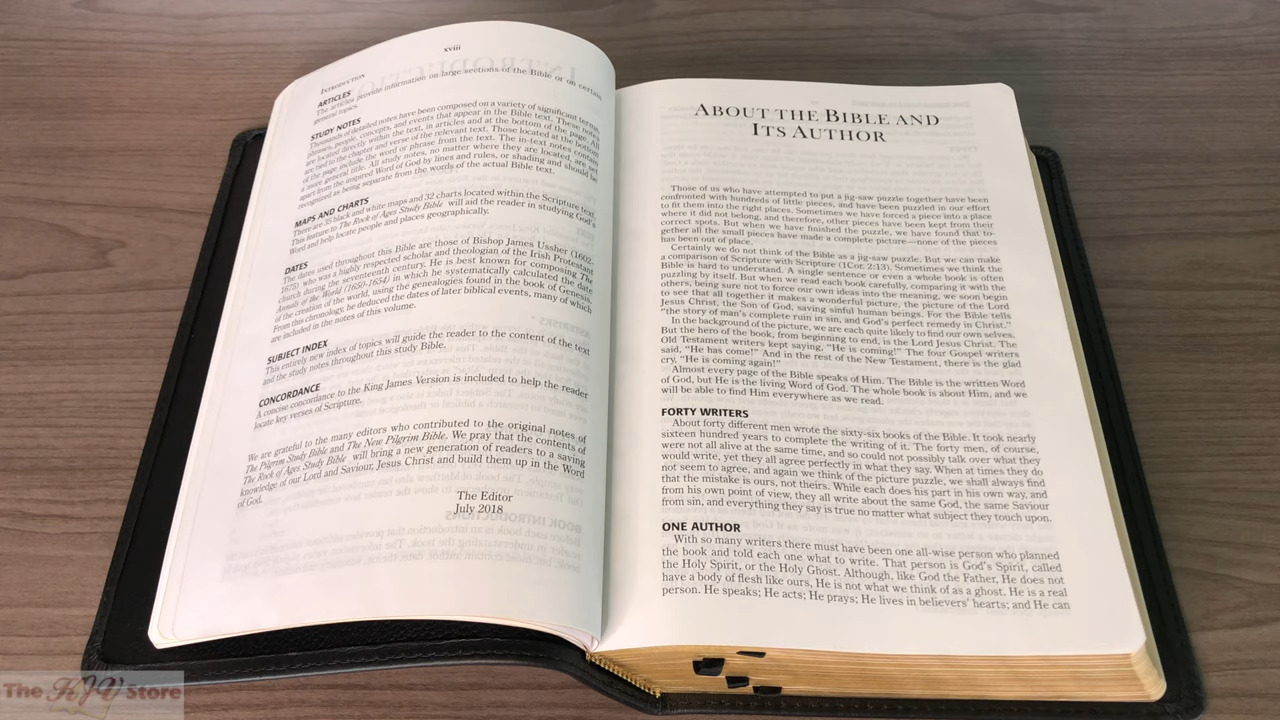 xviii
INTRODUCTION
ARTICLES
The articles provide information on large sections of the Bible or on certain
general topics.
STUDY NOTES
Thousands of detailed notes have been composed on a variety of significant terms,
phrases, people, concepts, and events that appear in the Bible text. These notes
are located directly within the text, in articles and at the bottom of the page. All
are tied to the chapter and verse of the relevant text. Those located at the bottom
of the page include the word or phrase from the text. The in-text notes contain
a more general title. All study notes, no matter where they are located, are set
apart from the inspired Word of God by lines and rules, or shading and should be
recognized as being separate from the words of the actual Bible text.
MAPS AND CHARTS
There are 35 black and white maps and 32 charts located within the Scripture text.
This feature to The Rock of Ages Study Bible will aid the reader in studying God's
Word and help locate people and places geographically.
DATES
The dates used throughout this Bible are those of Bishop James Ussher (1602-
1675) who was a highly respected scholar and theologian of the Irish Protestant
church during the seventeenth century. He is best known for composing The
Annals of the World (1650-1654) in which he systematically calculated the date
of the creation of the world, using the genealogies found in the book of Genesis.
From this chronology, he deduced the dates of later biblical events, many of which
are included in the notes of this volume.
SUBJECT INDEX
This entirely new index of topics will guide the reader to the content of the text
and the study notes throughout this study Bible.
CONCORDANCE
A concise concordance to the King James Version is included to help the reader
locate key verses of Scripture.
We are grateful to the many editors who contributed to the original notes of
The Pilgrim Study Bible and The New Pilgrim Bible. We pray that the contents of
The Rock of Ages Study Bible will bring a new generation of readers to a saving
knowledge of our Lord and Saviour, Jesus Christ and build them up in the Word
of God.
The Editor
July 2018
ABOUT THE BIBLE AND
ITS AUTHOR
Those of us who have attempted to put a jig-saw puzzle together have been
confronted with hundreds of little pieces, and have been puzzled in our effort
to fit them into the right places. Sometimes we have forced a piece into a place
where it did not belong, and therefore, other pieces have been kept from their
correct spots. But when we have finished the puzzle, we have found that to-
gether all the small pieces have made a complete picture—none of the pieces
has been out of place.
Certainly we do not think of the Bible as a jig-saw puzzle. But we can make
a comparison of Scripture with Scripture (1Cor. 2:13). Sometimes we think the
Bible is hard to understand. A single sentence or even a whole book is often
puzzling by itself. But when we read each book carefully, comparing it with the
others, being sure not to force our own ideas into the meaning, we soon begin
to see that all together it makes a wonderful picture, the picture of the Lord
Jesus Christ, the Son of God, saving sinful human beings. For the Bible tells
"the story of man's complete ruin in sin, and God's perfect remedy in Christ."
In the background of the picture, we are each quite likely to find our own selves.
But the hero of the book, from beginning to end, is the Lord Jesus Christ. The
Old Testament writers kept saying, "He is coming!" The four Gospel writers
said, "He has come!" And in the rest of the New Testament, there is the glad
cry, "He is coming again!"
Almost every page of the Bible speaks of Him. The Bible is the written Word
of God, but He is the living Word of God. The whole book is about Him, and we
will be able to find Him everywhere as we read.
FORTY WRITERS
About forty different men wrote the sixty-six books of the Bible. It took nearly
sixteen hundred years to complete the writing of it. The forty men, of course,
were not all alive at the same time, and so could not possibly talk over what they
would write, yet they all agree perfectly in what they say. When at times they do
not seem to agree, and again we think of the picture puzzle, we shall always find
that the mistake is ours, not theirs. While each does his part in his own way, and
from his own point of view, they all write about the same God, the same Saviour
from sin, and everything they say is true no matter what subject they touch upon.
ONE AUTHOR
With so many writers there must have been one all-wise person who planned
the book and told each one what to write. That person is God's Spirit, called
the Holy Spirit, or the Holy Ghost. Although, like God the Father, He does not
have a body of flesh like ours, He is not what we think of as a ghost. He is a real
person. He speaks; He acts; He prays; He lives in believers' hearts; and He can
The KJV Store